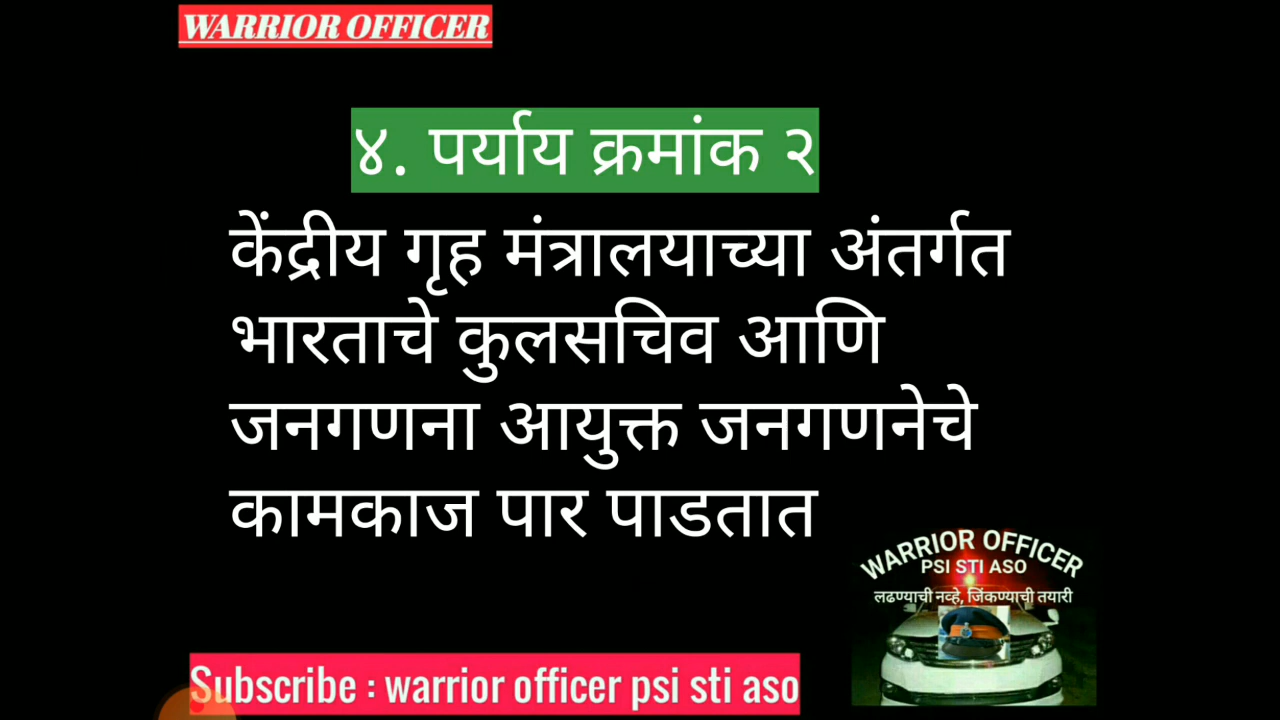 WARRIOR OFFICER
४. पर्याय क्रमांक २
केंद्रीय गृह मंत्रालयाच्या अंतर्गत
भारताचे कुलसचिव आणि
जनगणना आयुक्त जनगणनेचे
कामकाज पार पाडतात
WARRIOR OFFICER
PSI STI ASO
लढण्याची नव्हे, जिंकण्याची तयारी
Subscribe : warrior officer psi sti aso